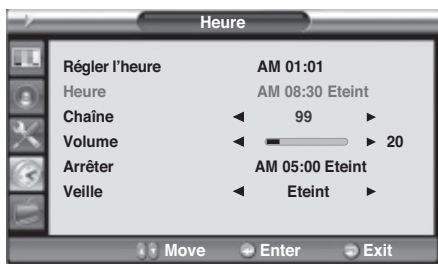 Heure
Régler l'heure AM 01:01
Heure AM 08:30 Eteint
Chaîne ◄ 99 ►
Volume ◄ ► 20
Arrêter AM 05:00 Eteint
Veille ◄ Eteint ►
Move Enter Exit